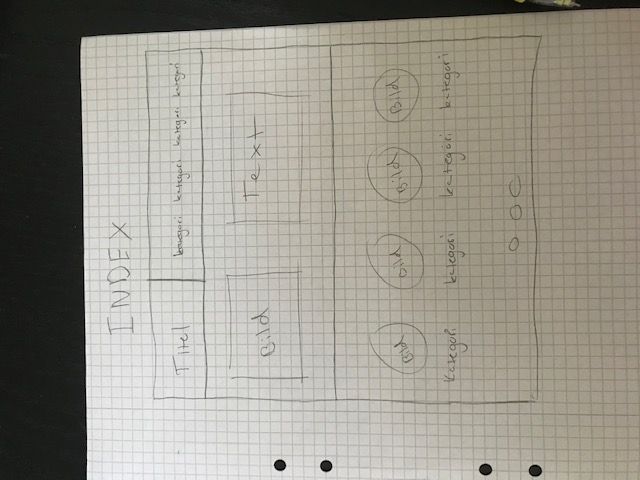 INDEX
Titel kategori kategori kategori kategori
Bild Text
Bild Bild Bild Bild
Kategori kategori kategori kategori